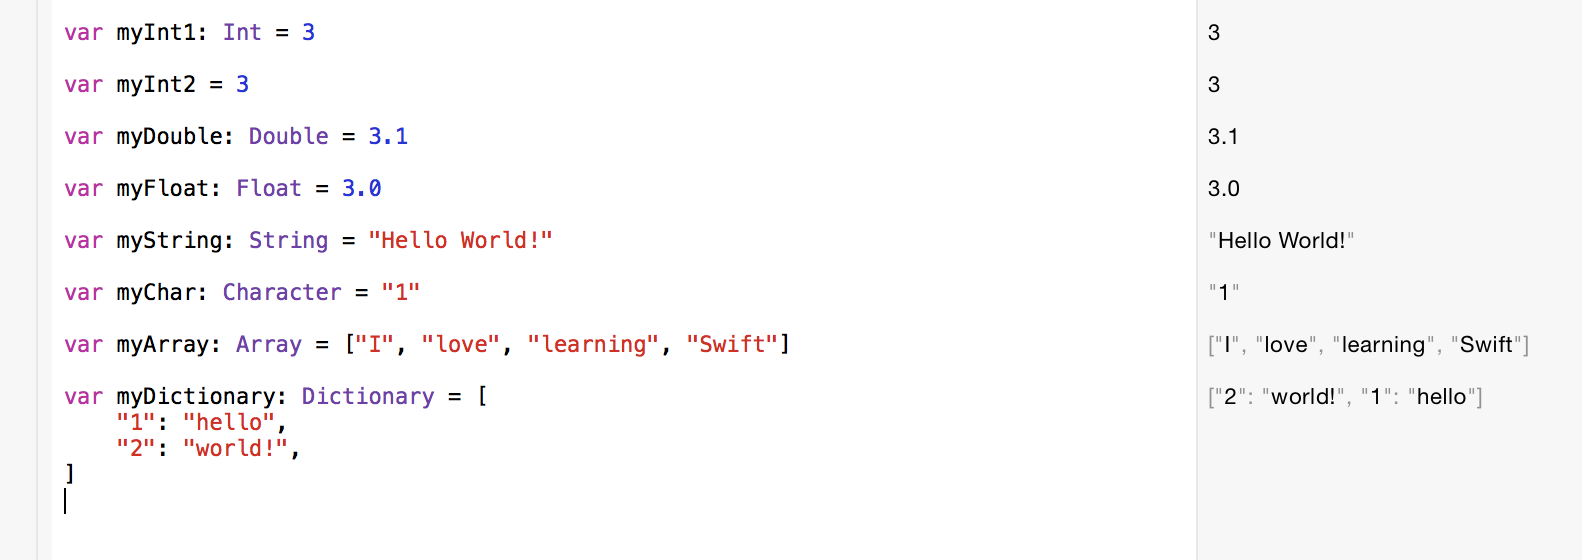 var myInt1: Int = 3 3
var myInt2 = 3 3
var myDouble: Double = 3.1 3.1
var myFloat: Float = 3.0 3.0
var myString: String = "Hello World!" "Hello World!"
var myChar: Character = "1" "1"
var myArray: Array = ["I", "love", "learning", "Swift"] ["I", "love", "learning", "Swift"]
var myDictionary: Dictionary = [ ["2": "world!", "1": "hello"]
    "1": "hello",
    "2": "world!",
]